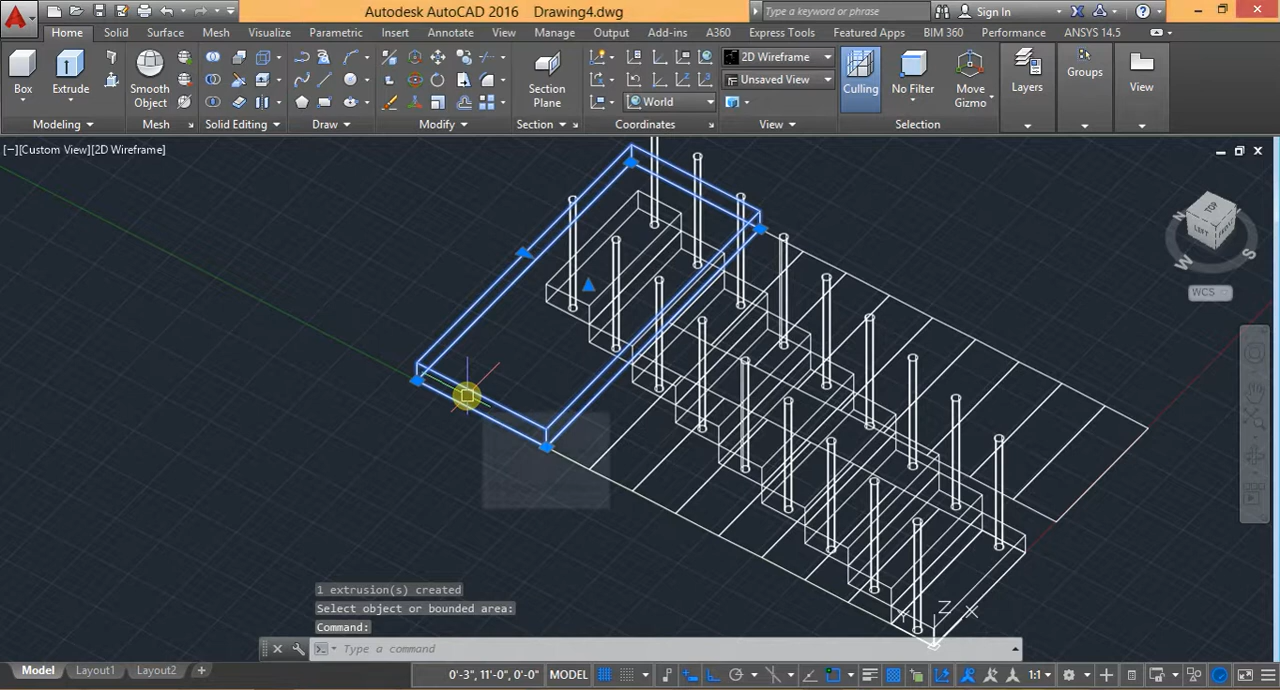 Autodesk AutoCAD 2016 Drawing4.dwg
Type a keyword or phrase
Sign In
Home Solid Surface Mesh Visualize Parametric Insert Annotate View Manage Output Add-ins A360 Express Tools Featured Apps BIM 360 Performance ANSYS 14.5
Box
Extrude
Smooth
Object
Section
Plane
2D Wireframe
Unsaved View
World
Culling
No Filter
Move
Gizmo
Layers
Groups
View
Modeling
Mesh
Solid Editing
Draw
Modify
Section
Coordinates
View
Selection
[−][Custom View][2D Wireframe]
TOP
LEFT
FRONT
N
S
W
WCS
Z
X
Y
1 extrusion(s) created
Select object or bounded area:
Command:
Type a command
Model Layout1 Layout2 +
0'-3", 11'-0", 0'-0" MODEL
1:1